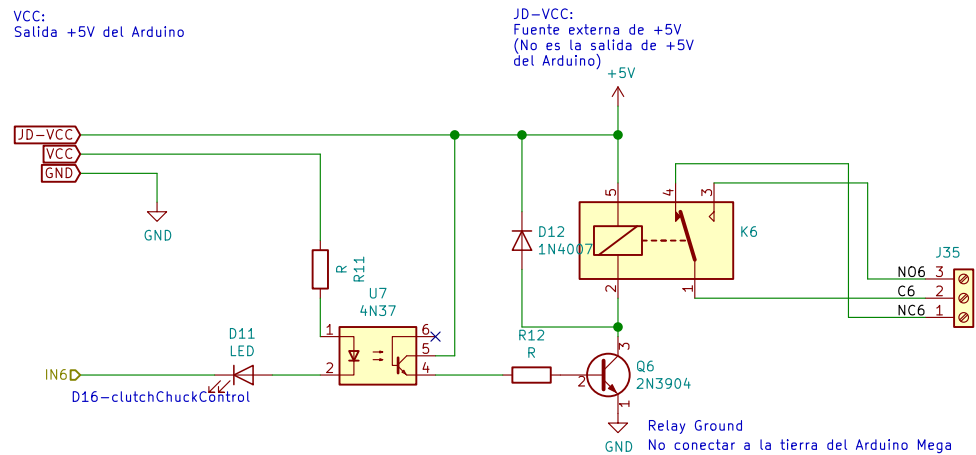 VCC:
Salida +5V del Arduino
JD-VCC:
Fuente externa de +5V
(No es la salida de +5V
del Arduino)
+5V
JD-VCC
VCC
GND
GND
5
4
3
K6
D12
1N4007
2
1
J35
NO6 3
C6 2
NC6 1
R
R11
U7
4N37
1
2
6
5
4
D11
LED
IN6
D16-clutchChuckControl
R12
R
3
2
1
Q6
2N3904
GND
Relay Ground
No conectar a la tierra del Arduino Mega